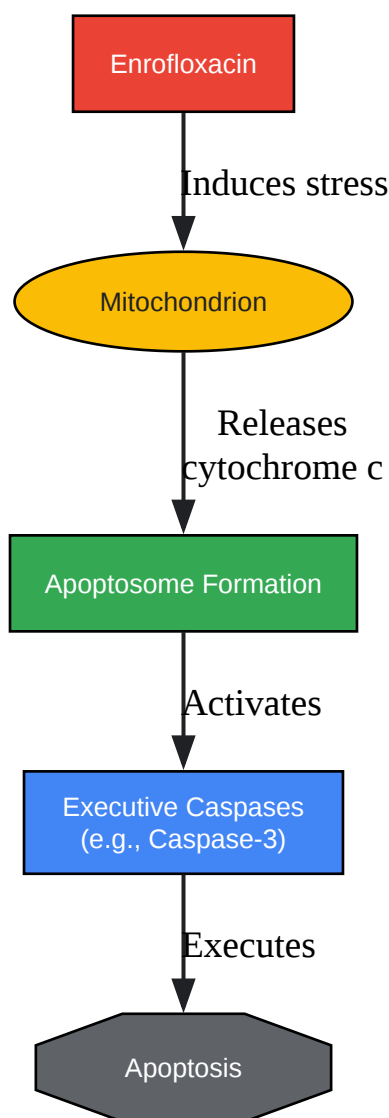 Enrofloxacin
Induces stress
Mitochondrion
Releases
cytochrome c
Apoptosome Formation
Activates
Executive Caspases
(e.g., Caspase-3)
Executes
Apoptosis